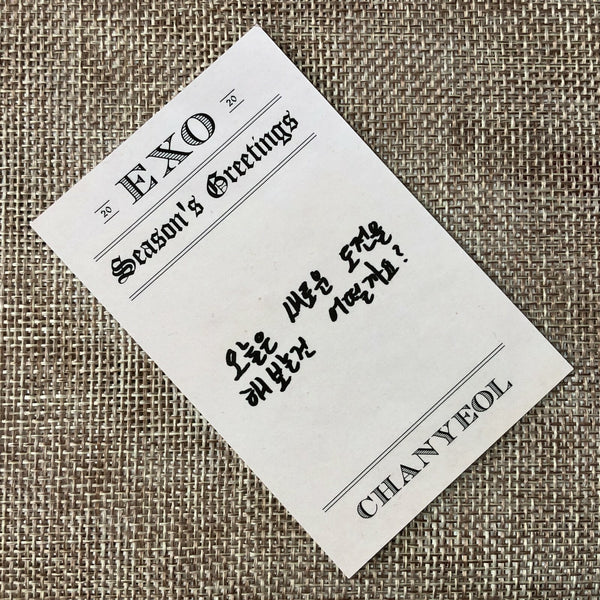 20 EXO 20
Season's Greetings
오늘은 새로운 도전을
해보는건 어떨까요?
CHANYEOL